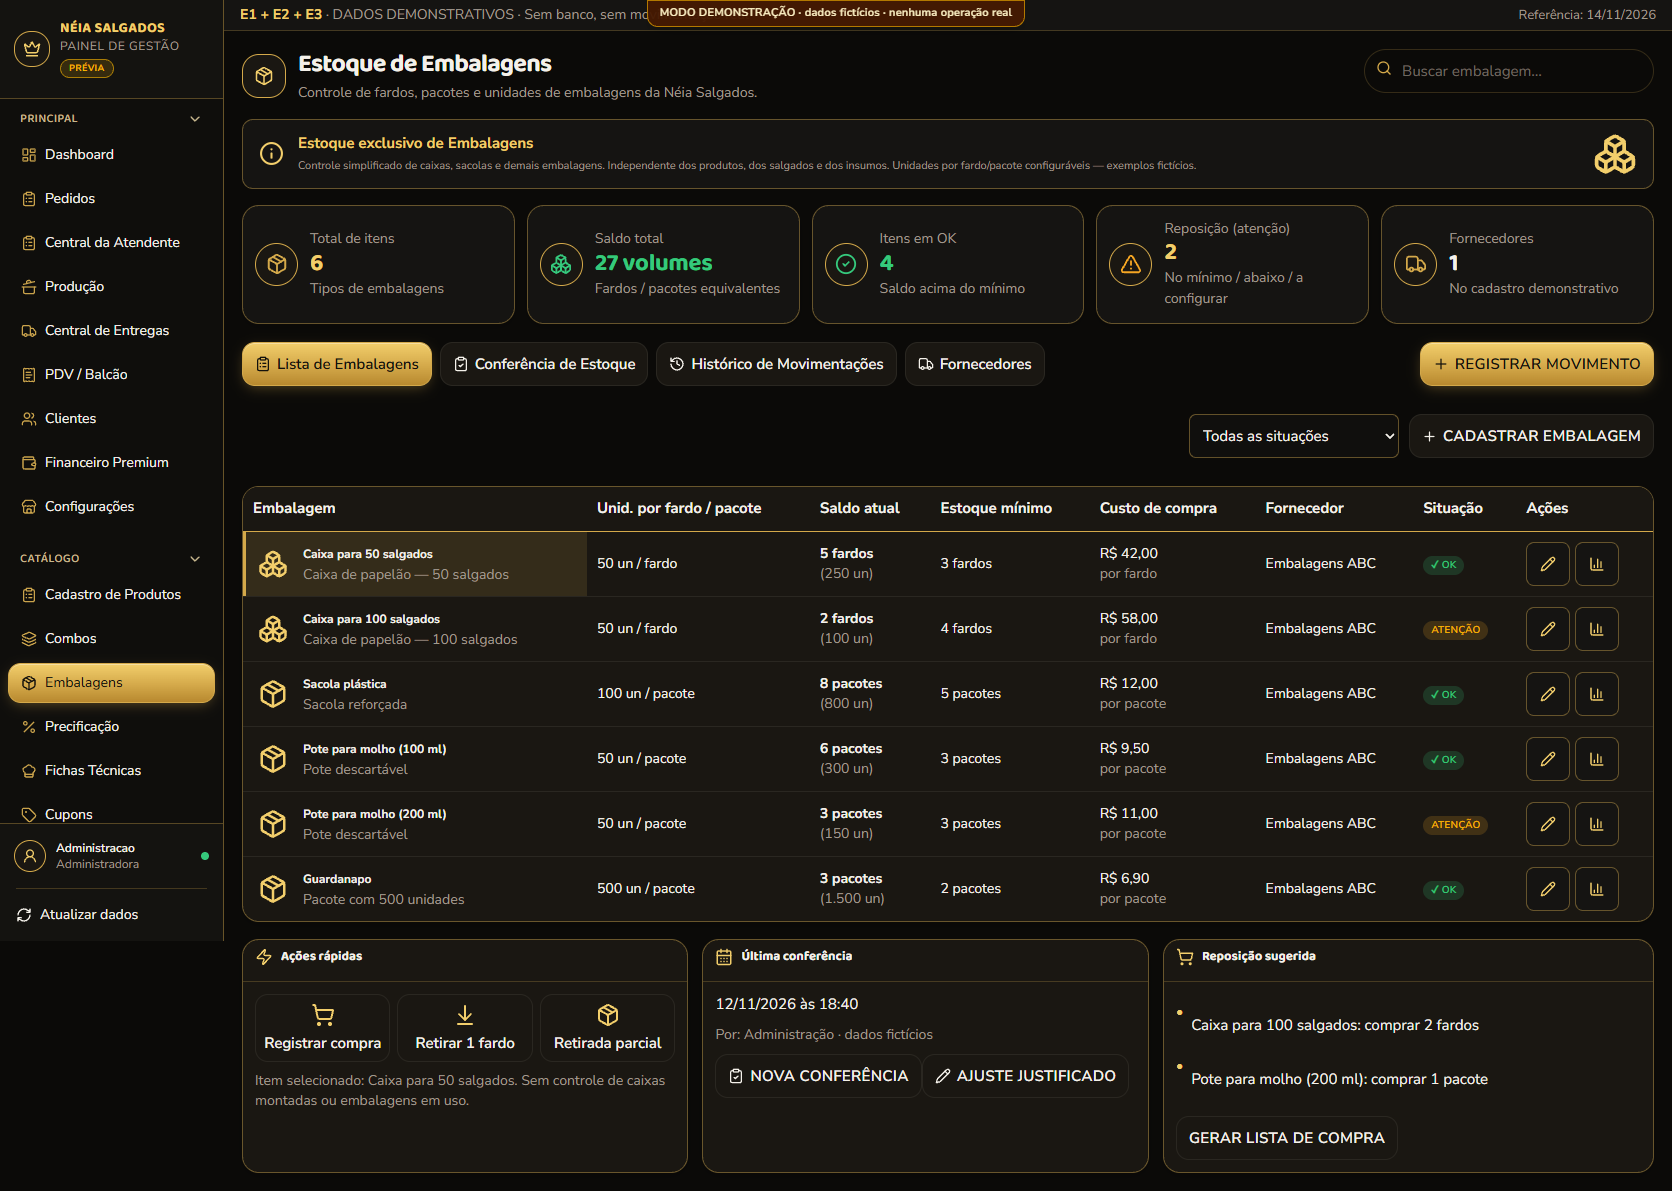 NÉIA SALGADOS
PAINEL DE GESTÃO
PRÉVIA
PRINCIPAL
Dashboard
Pedidos
Central da Atendente
Produção
Central de Entregas
PDV / Balcão
Clientes
Financeiro Premium
Configurações
CATÁLOGO
Cadastro de Produtos
Combos
Embalagens
Precificação
Fichas Técnicas
Cupons
Administracao
Administradora
Atualizar dados
E1 + E2 + E3 · DADOS DEMONSTRATIVOS · Sem banco, sem mo
MODO DEMONSTRAÇÃO · dados fictícios · nenhuma operação real
Referência: 14/11/2026
Estoque de Embalagens
Controle de fardos, pacotes e unidades de embalagens da Néia Salgados.
Buscar embalagem...
Estoque exclusivo de Embalagens
Controle simplificado de caixas, sacolas e demais embalagens. Independente dos produtos, dos salgados e dos insumos. Unidades por fardo/pacote configuráveis — exemplos fictícios.
Total de itens
6
Tipos de embalagens
Saldo total
27 volumes
Fardos / pacotes equivalentes
Itens em OK
4
Saldo acima do mínimo
Reposição (atenção)
2
No mínimo / abaixo / a
configurar
Fornecedores
1
No cadastro demonstrativo
Lista de Embalagens
Conferência de Estoque
Histórico de Movimentações
Fornecedores
+ REGISTRAR MOVIMENTO
Todas as situações
+ CADASTRAR EMBALAGEM
Embalagem Unid. por fardo / pacote Saldo atual Estoque mínimo Custo de compra Fornecedor Situação Ações
Caixa para 50 salgados
Caixa de papelão — 50 salgados
50 un / fardo
5 fardos
(250 un)
3 fardos
R$ 42,00
por fardo
Embalagens ABC
✓ OK
Caixa para 100 salgados
Caixa de papelão — 100 salgados
50 un / fardo
2 fardos
(100 un)
4 fardos
R$ 58,00
por fardo
Embalagens ABC
ATENÇÃO
Sacola plástica
Sacola reforçada
100 un / pacote
8 pacotes
(800 un)
5 pacotes
R$ 12,00
por pacote
Embalagens ABC
✓ OK
Pote para molho (100 ml)
Pote descartável
50 un / pacote
6 pacotes
(300 un)
3 pacotes
R$ 9,50
por pacote
Embalagens ABC
✓ OK
Pote para molho (200 ml)
Pote descartável
50 un / pacote
3 pacotes
(150 un)
3 pacotes
R$ 11,00
por pacote
Embalagens ABC
ATENÇÃO
Guardanapo
Pacote com 500 unidades
500 un / pacote
3 pacotes
(1.500 un)
2 pacotes
R$ 6,90
por pacote
Embalagens ABC
✓ OK
Ações rápidas
Registrar compra
Retirar 1 fardo
Retirada parcial
Item selecionado: Caixa para 50 salgados. Sem controle de caixas
montadas ou embalagens em uso.
Última conferência
12/11/2026 às 18:40
Por: Administração · dados fictícios
NOVA CONFERÊNCIA
AJUSTE JUSTIFICADO
Reposição sugerida
• Caixa para 100 salgados: comprar 2 fardos
• Pote para molho (200 ml): comprar 1 pacote
GERAR LISTA DE COMPRA